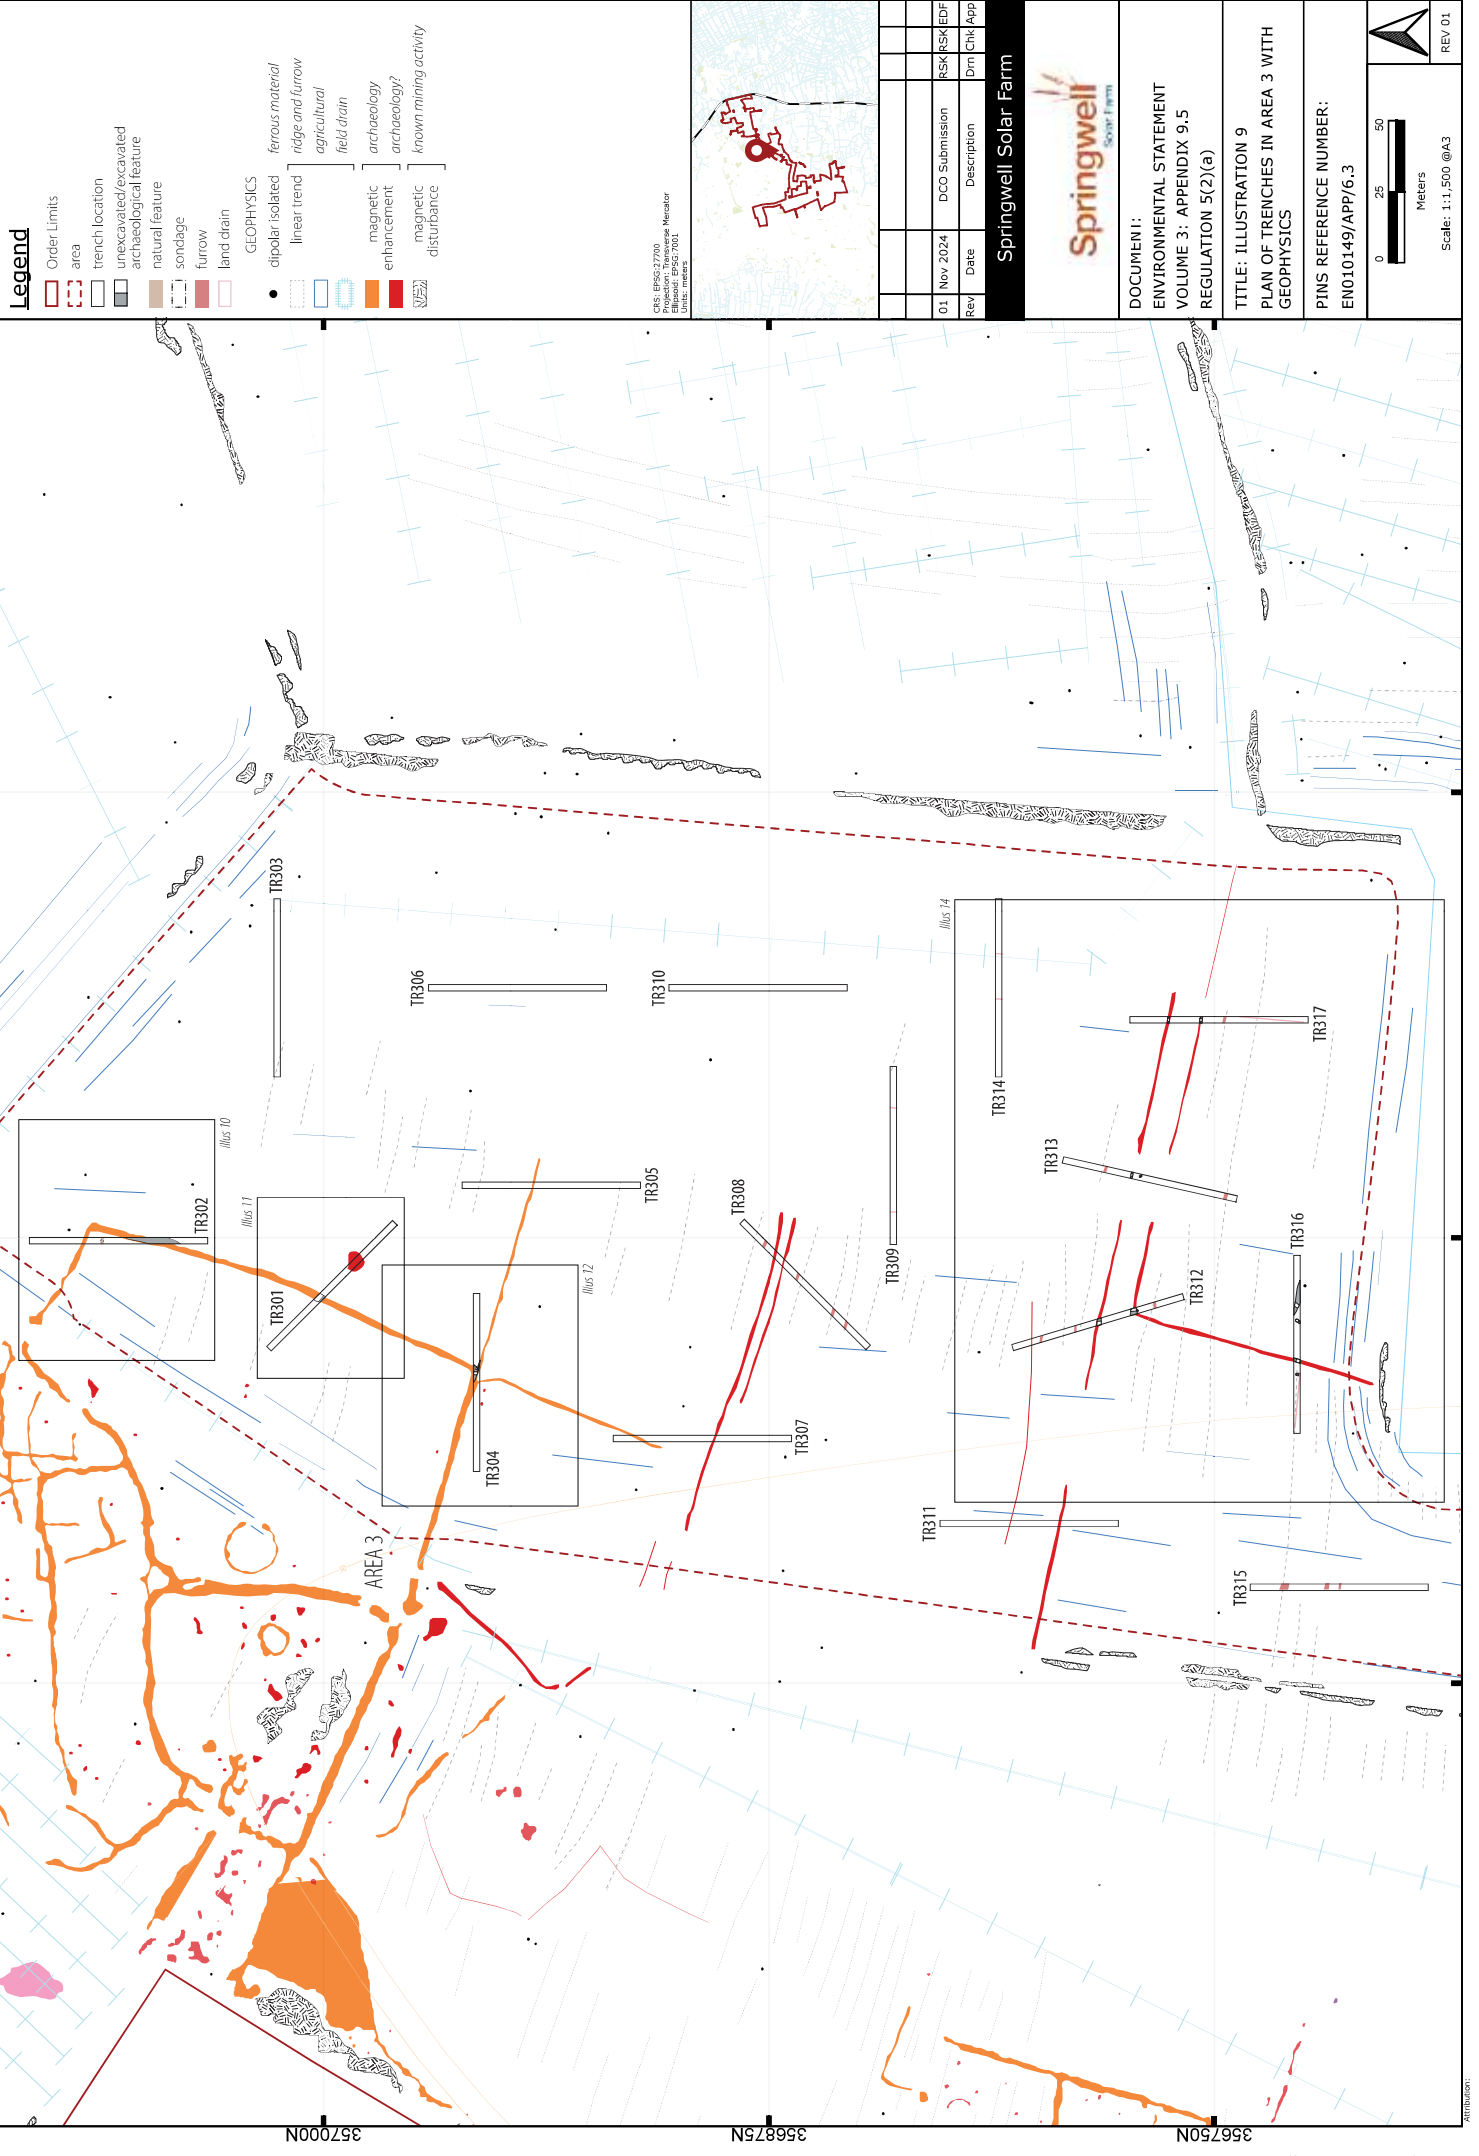 Legend
Order Limits
area
trench location
unexcavated/excavated
archaeological feature
natural feature
sondage
furrow
land drain
GEOPHYSICS
dipolar isolated
ferrous material
linear trend
ridge and furrow
agricultural
field drain
magnetic
enhancement
archaeology
archaeology?
magnetic
disturbance
known mining activity
CRS: EPSG:27700
Projection: Transverse Mercator
Ellipsoid: EPSG:7001
Units: meters
01 Nov 2024 DCO Submission RSK RSK EDF
Rev Date Description Drn Chk App
Springwell Solar Farm
Springwell
Solar Farm
DOCUMENT:
ENVIRONMENTAL STATEMENT
VOLUME 3: APPENDIX 9.5
REGULATION 5(2)(a)
TITLE: ILLUSTRATION 9
PLAN OF TRENCHES IN AREA 3 WITH
GEOPHYSICS
PINS REFERENCE NUMBER:
EN010149/APP/6.3
0 25 50
Meters
Scale: 1:1,500 @A3
REV 01
TR303
TR306
TR310
Illus 14
TR314
TR317
TR313
Illus 10
TR302
Illus 11
TR301
TR305
TR308
TR309
TR316
TR312
Illus 12
TR304
TR307
TR311
TR315
AREA 3
357000N
356875N
356750N
Attribution: